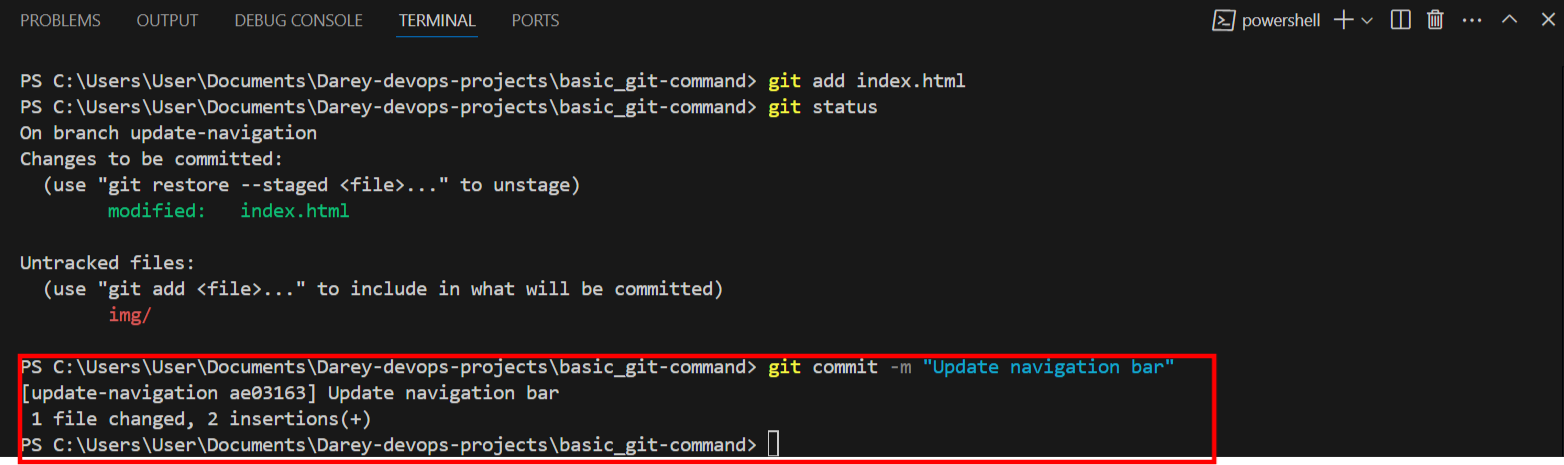 PROBLEMS OUTPUT DEBUG CONSOLE TERMINAL PORTS powershell
PS C:\Users\User\Documents\Darey-devops-projects\basic_git-command> git add index.html
PS C:\Users\User\Documents\Darey-devops-projects\basic_git-command> git status
On branch update-navigation
Changes to be committed:
  (use "git restore --staged <file>..." to unstage)
        modified:   index.html
Untracked files:
  (use "git add <file>..." to include in what will be committed)
        img/
PS C:\Users\User\Documents\Darey-devops-projects\basic_git-command> git commit -m "Update navigation bar"
[update-navigation ae03163] Update navigation bar
 1 file changed, 2 insertions(+)
PS C:\Users\User\Documents\Darey-devops-projects\basic_git-command>